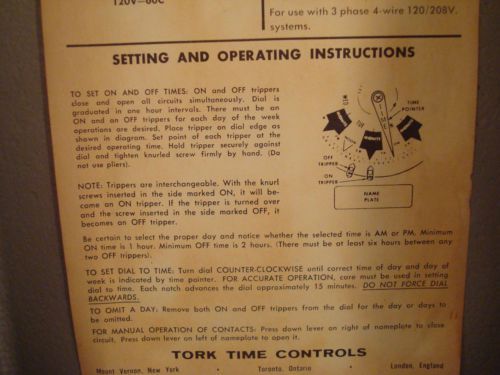 120V—60C
For use with 3 phase 4-wire 120/208V.
systems.
SETTING AND OPERATING INSTRUCTIONS
TO SET ON AND OFF TIMES: ON and OFF trippers
close and open all circuits simultaneously. Dial is
graduated in one hour intervals. There must be an
ON and an OFF trippers for each day of the week
operations are desired. Place tripper on dial edge as
shown in diagram. Set point of each tripper at the
desired operating time. Hold tripper securely against
dial and tighten knurled screw firmly by hand. (Do
not use pliers).
TIME
POINTER
OFF
TRIPPER
ON
TRIPPER
NAME
PLATE
NOTE: Trippers are interchangeable. With the knurl
screws inserted in the side marked ON, it will be-
come an ON tripper. If the tripper is turned over
and the screw inserted in the side marked OFF, it
becomes an OFF tripper.
Be certain to select the proper day and notice whether the selected time is AM or PM. Minimum
ON time is 1 hour. Minimum OFF time is 2 hours. (There must be at least six hours between any
two OFF trippers).
TO SET DIAL TO TIME: Turn dial COUNTER-CLOCKWISE until correct time of day and day of
week is indicated by time pointer. FOR ACCURATE OPERATION, care must be used in setting
dial to time. Each notch advances the dial approximately 15 minutes. DO NOT FORCE DIAL
BACKWARDS.
TO OMIT A DAY: Remove both ON and OFF trippers from the dial for the day or days to
be omitted.
FOR MANUAL OPERATION OF CONTACTS: Press down lever on right of nameplate to close
circuit. Press down lever on left of nameplate to open it.
TORK TIME CONTROLS
Mount Vernon, New York • Toronto, Ontario • London, England